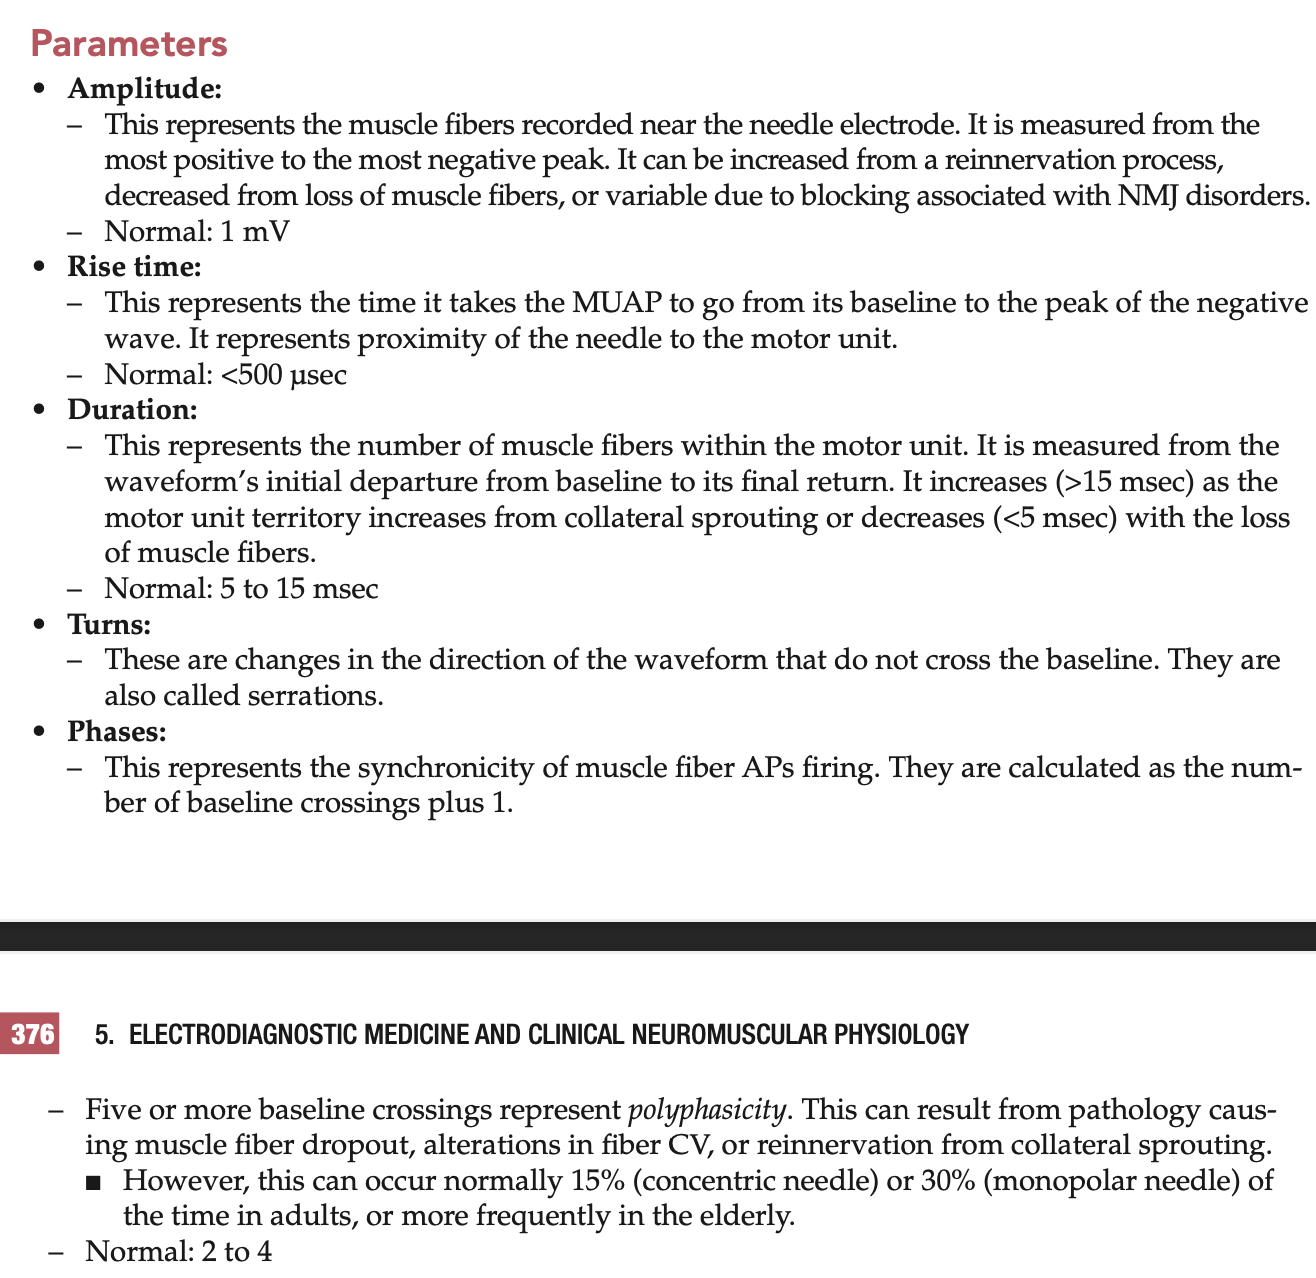 Parameters
• Amplitude:
– This represents the muscle fibers recorded near the needle electrode. It is measured from the
most positive to the most negative peak. It can be increased from a reinnervation process,
decreased from loss of muscle fibers, or variable due to blocking associated with NMJ disorders.
– Normal: 1 mV
• Rise time:
– This represents the time it takes the MUAP to go from its baseline to the peak of the negative
wave. It represents proximity of the needle to the motor unit.
– Normal: <500 µsec
• Duration:
– This represents the number of muscle fibers within the motor unit. It is measured from the
waveform’s initial departure from baseline to its final return. It increases (>15 msec) as the
motor unit territory increases from collateral sprouting or decreases (<5 msec) with the loss
of muscle fibers.
– Normal: 5 to 15 msec
• Turns:
– These are changes in the direction of the waveform that do not cross the baseline. They are
also called serrations.
• Phases:
– This represents the synchronicity of muscle fiber APs firing. They are calculated as the num-
ber of baseline crossings plus 1.
376 5. ELECTRODIAGNOSTIC MEDICINE AND CLINICAL NEUROMUSCULAR PHYSIOLOGY
– Five or more baseline crossings represent polyphasicity. This can result from pathology caus-
ing muscle fiber dropout, alterations in fiber CV, or reinnervation from collateral sprouting.
■ However, this can occur normally 15% (concentric needle) or 30% (monopolar needle) of
the time in adults, or more frequently in the elderly.
– Normal: 2 to 4